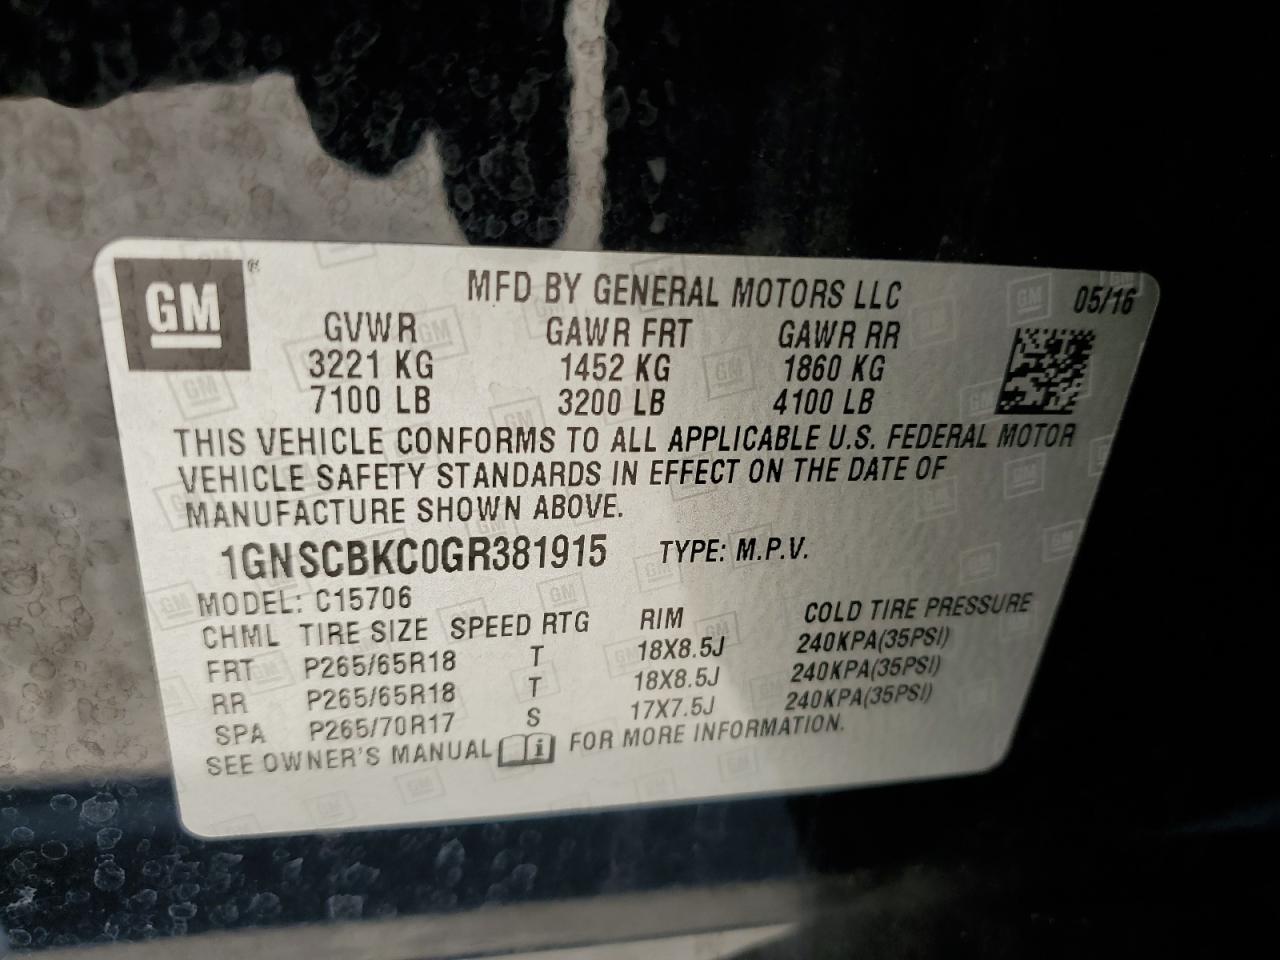 GM®
MFD BY GENERAL MOTORS LLC 05/16
GVWR GAWR FRT GAWR RR
3221 KG 1452 KG 1860 KG
7100 LB 3200 LB 4100 LB
THIS VEHICLE CONFORMS TO ALL APPLICABLE U.S. FEDERAL MOTOR
VEHICLE SAFETY STANDARDS IN EFFECT ON THE DATE OF
MANUFACTURE SHOWN ABOVE.
1GNSCBKC0GR381915 TYPE: M.P.V.
MODEL: C15706
CHML TIRE SIZE SPEED RTG RIM COLD TIRE PRESSURE
FRT P265/65R18 T 18X8.5J 240KPA(35PSI)
RR P265/65R18 T 18X8.5J 240KPA(35PSI)
SPA P265/70R17 S 17X7.5J 240KPA(35PSI)
SEE OWNER'S MANUAL i FOR MORE INFORMATION.